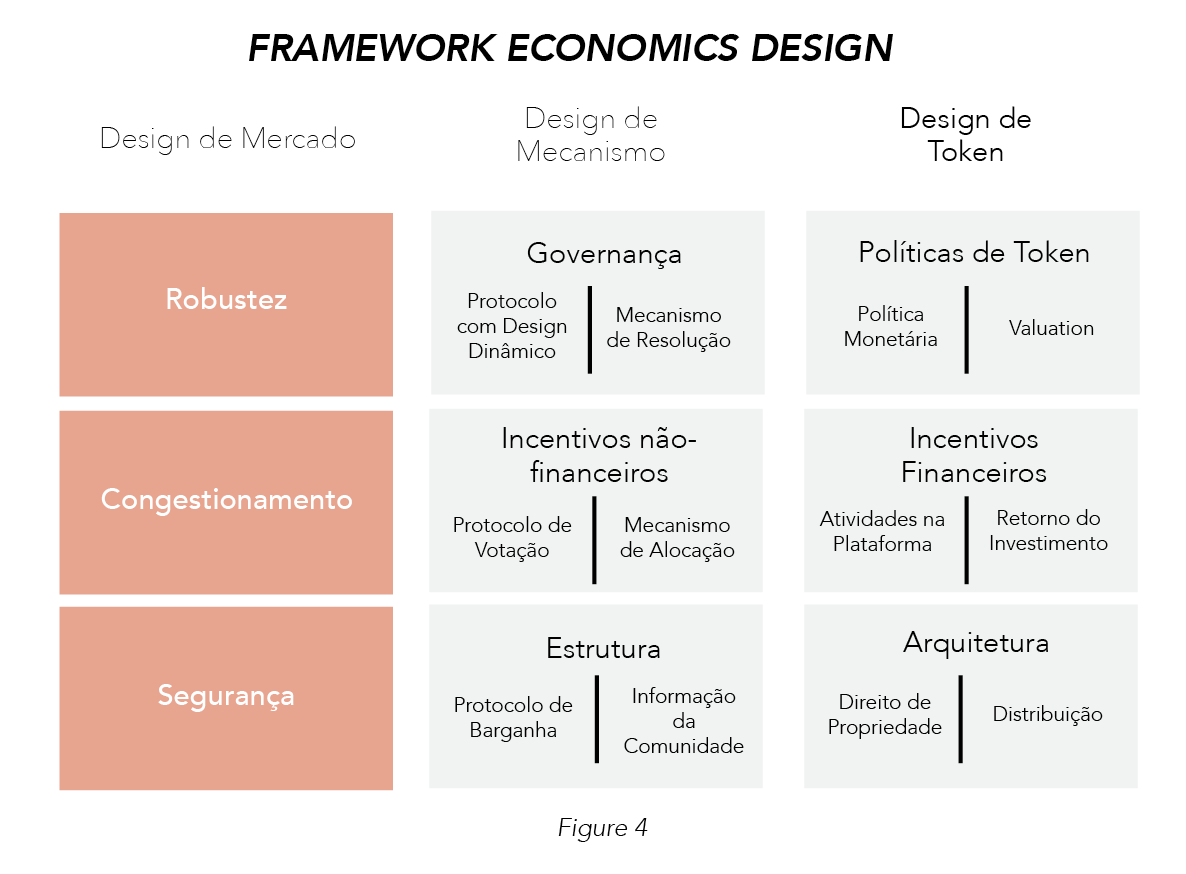 FRAMEWORK ECONOMICS DESIGN
Design de Mercado
Design de
Mecanismo
Design de
Token
Robustez
Governança
Protocolo
com Design
Dinâmico
Mecanismo
de Resolução
Políticas de Token
Política
Monetária
Valuation
Congestionamento
Incentivos não-
financeiros
Protocolo de
Votação
Mecanismo
de Alocação
Incentivos
Financeiros
Atividades na
Plataforma
Retorno do
Investimento
Segurança
Estrutura
Protocolo de
Barganha
Informação
da
Comunidade
Arquitetura
Direito de
Propriedade
Distribuição
Figure 4